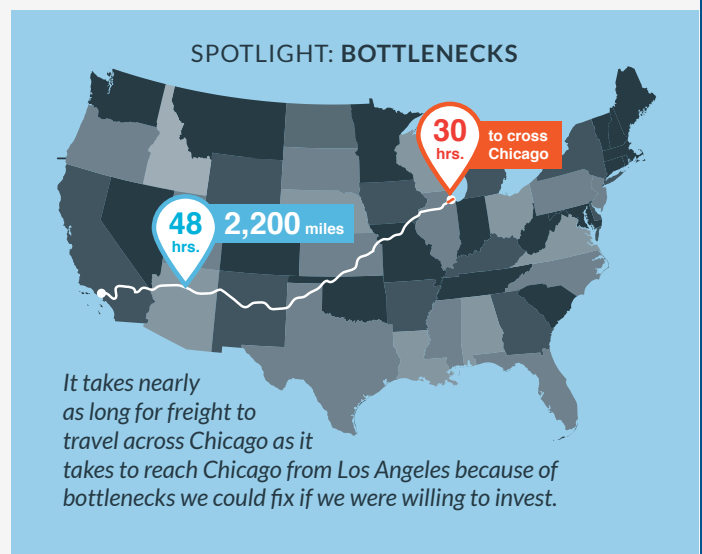 SPOTLIGHT: BOTTLENECKS
30
hrs.
to cross
Chicago
48
hrs.
2,200 miles
It takes nearly
as long for freight to
travel across Chicago as it
takes to reach Chicago from Los Angeles because of
bottlenecks we could fix if we were willing to invest.